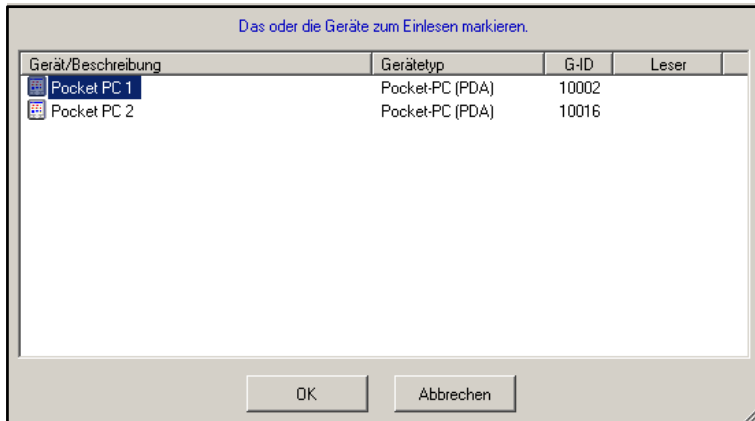 Das oder die Geräte zum Einlesen markieren.
Gerät/Beschreibung Gerätetyp G-ID Leser
Pocket PC 1 Pocket-PC (PDA) 10002
Pocket PC 2 Pocket-PC (PDA) 10016
OK Abbrechen